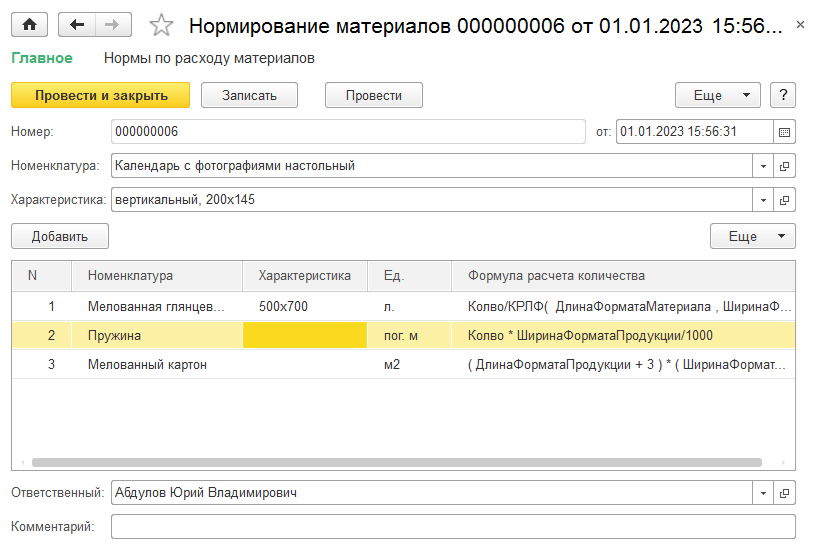 Нормирование материалов 000000006 от 01.01.2023 15:56... ×
Главное Нормы по расходу материалов
Провести и закрыть Записать Провести Еще ?
Номер: 000000006 от: 01.01.2023 15:56:31
Номенклатура: Календарь с фотографиями настольный
Характеристика: вертикальный, 200х145
Добавить Еще
N Номенклатура Характеристика Ед. Формула расчета количества
1 Мелованная глянцев... 500х700 л. Колво/КРЛФ( ДлинаФорматаМатериала , ШиринаФ...
2 Пружина пог. м Колво * ШиринаФорматаПродукции/1000
3 Мелованный картон м2 ( ДлинаФорматаПродукции + 3 ) * ( ШиринаФормат...
Ответственный: Абдулов Юрий Владимирович
Комментарий: